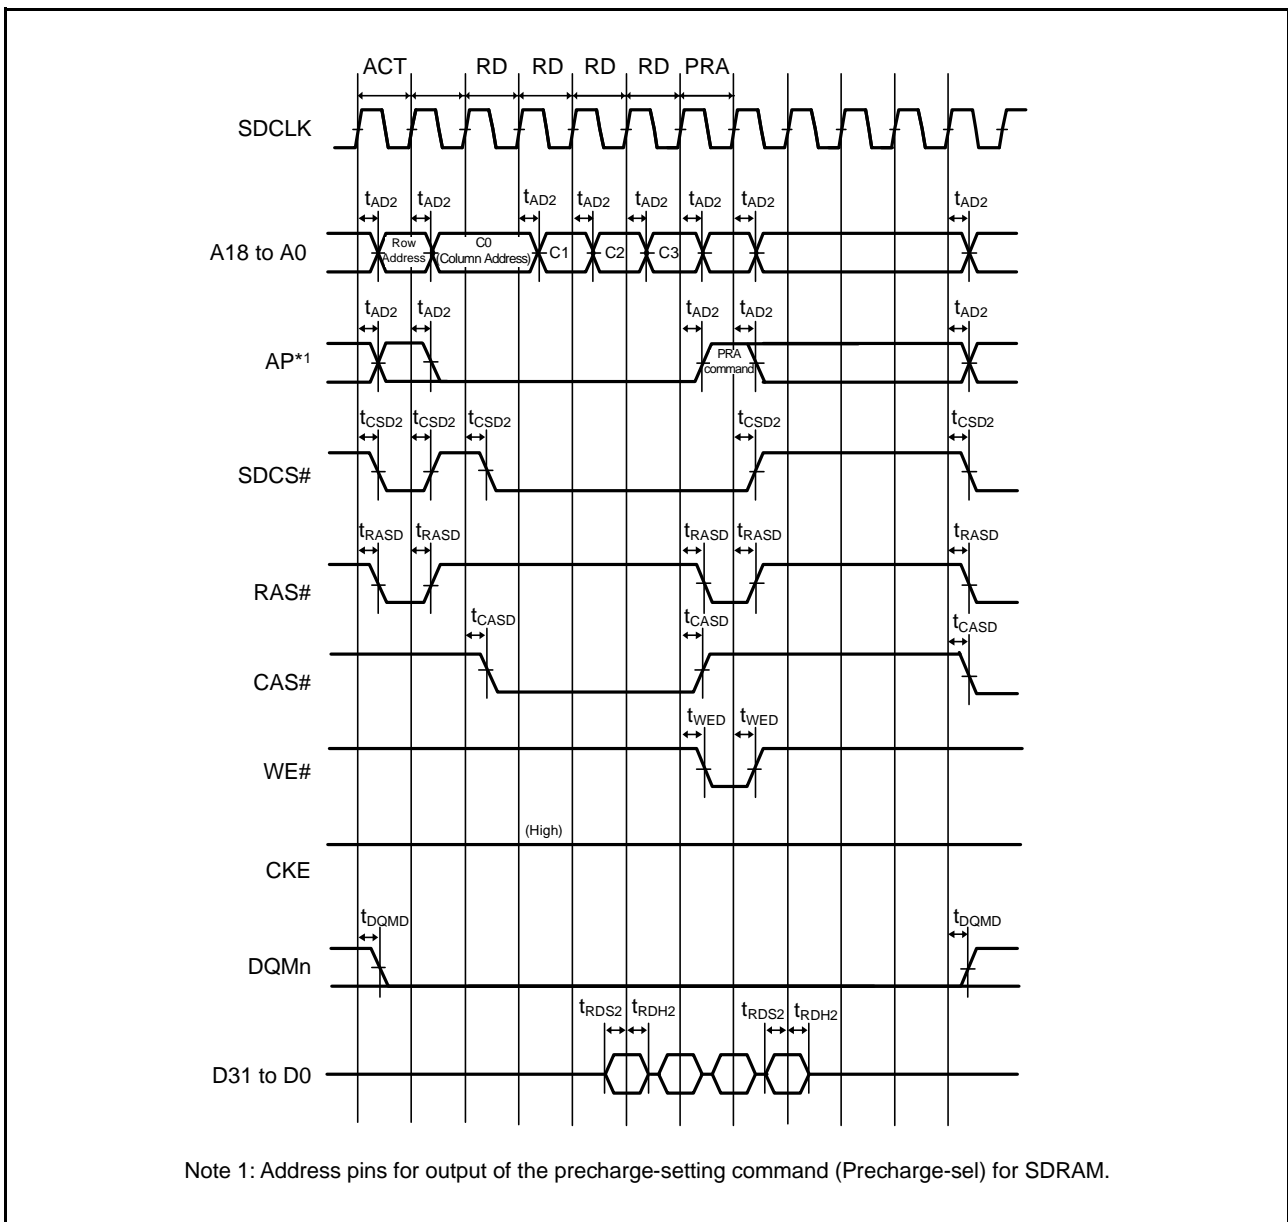 ACT RD RD RD RD PRA
SDCLK
tAD2 tAD2 tAD2 tAD2 tAD2 tAD2 tAD2 tAD2
A18 to A0
Row
Address
C0
(Column Address)
C1 C2 C3
tAD2 tAD2 tAD2 tAD2 tAD2
AP*1
PRA
command
tCSD2 tCSD2 tCSD2 tCSD2 tCSD2
SDCS#
tRASD tRASD tRASD tRASD tRASD
RAS#
tCASD tCASD tCASD
CAS#
tWED tWED
WE#
(High)
CKE
tDQMD tDQMD
DQMn
tRDS2 tRDH2 tRDS2 tRDH2
D31 to D0
Note 1: Address pins for output of the precharge-setting command (Precharge-sel) for SDRAM.